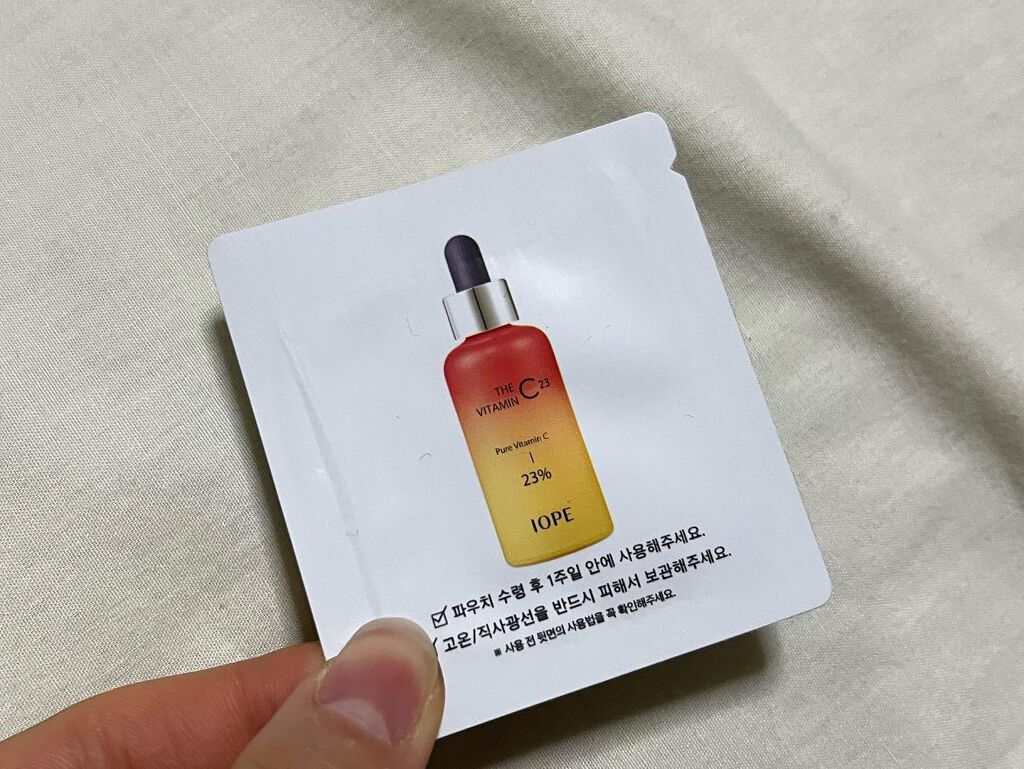 THE
VITAMIN C 23
Pure Vitamin C
23%
IOPE
☑ 파우치 수령 후 1주일 안에 사용해주세요.
고온/직사광선을 반드시 피해서 보관해주세요.
※ 사용 전 뒷면의 사용법을 꼭 확인해주세요.